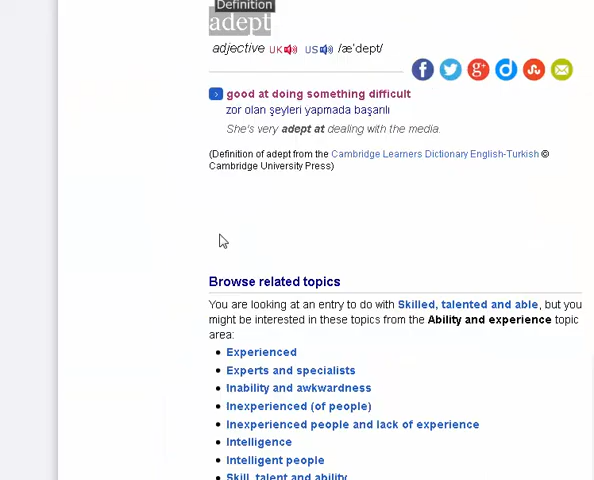 Definition
adept
adjective UK US /æˈdept/
good at doing something difficult
zor olan şeyleri yapmada başarılı
She's very adept at dealing with the media.
(Definition of adept from the Cambridge Learners Dictionary English-Turkish ©
Cambridge University Press)
Browse related topics
You are looking at an entry to do with Skilled, talented and able, but you
might be interested in these topics from the Ability and experience topic
area:
Experienced
Experts and specialists
Inability and awkwardness
Inexperienced (of people)
Inexperienced people and lack of experience
Intelligence
Intelligent people
Skill, talent and ability